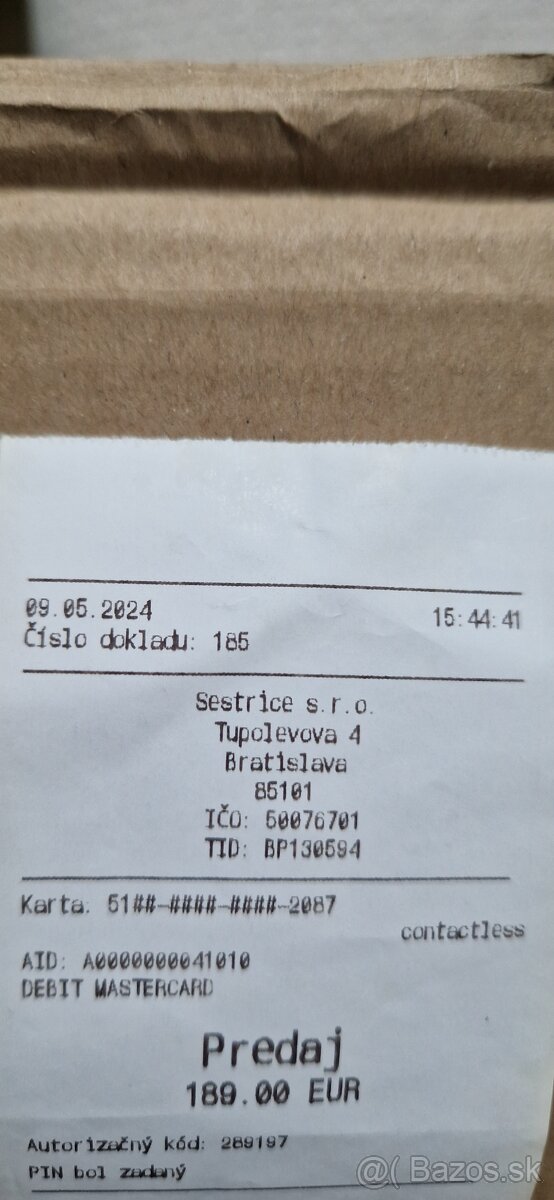 09.05.2024 15:44:41
Číslo dokladu: 185
Sestrice s.r.o.
Tupolevova 4
Bratislava
85101
IČO: 50076701
TID: BP130594
Karta: 51##-####-####-2087
contactless
AID: A0000000041010
DEBIT MASTERCARD
Predaj
189.00 EUR
Autorizačný kód: 289197
PIN bol zadaný
@( Bazos.sk